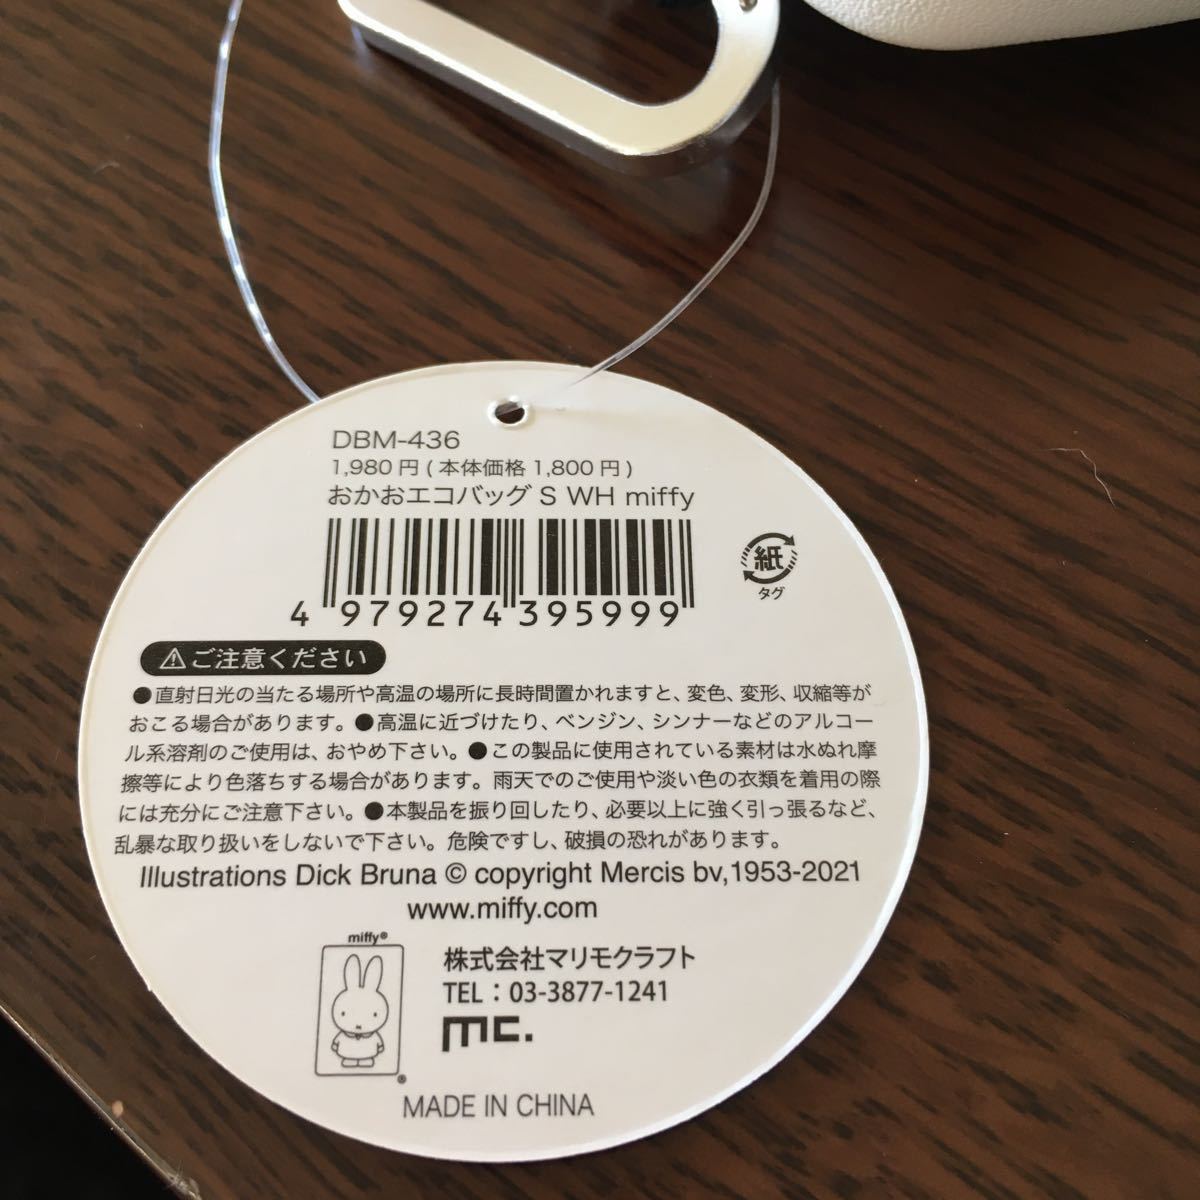 DBM-436
1,980円(本体価格 1,800円)
おかおエコバッグ S WH miffy
紙
タグ
4 979274 395999
⚠ご注意ください
●直射日光の当たる場所や高温の場所に長時間置かれますと、変色、変形、収縮等が
おこる場合があります。●高温に近づけたり、ベンジン、シンナーなどのアルコー
ル系溶剤のご使用は、おやめ下さい。●この製品に使用されている素材は水ぬれ摩
擦等により色落ちする場合があります。雨天でのご使用や淡い色の衣類を着用の際
には充分にご注意下さい。●本製品を振り回したり、必要以上に強く引っ張るなど、
乱暴な取り扱いをしないで下さい。危険ですし、破損の恐れがあります。
Illustrations Dick Bruna © copyright Mercis bv,1953-2021
www.miffy.com
miffy®
®
株式会社マリモクラフト
TEL：03-3877-1241
mc.
MADE IN CHINA